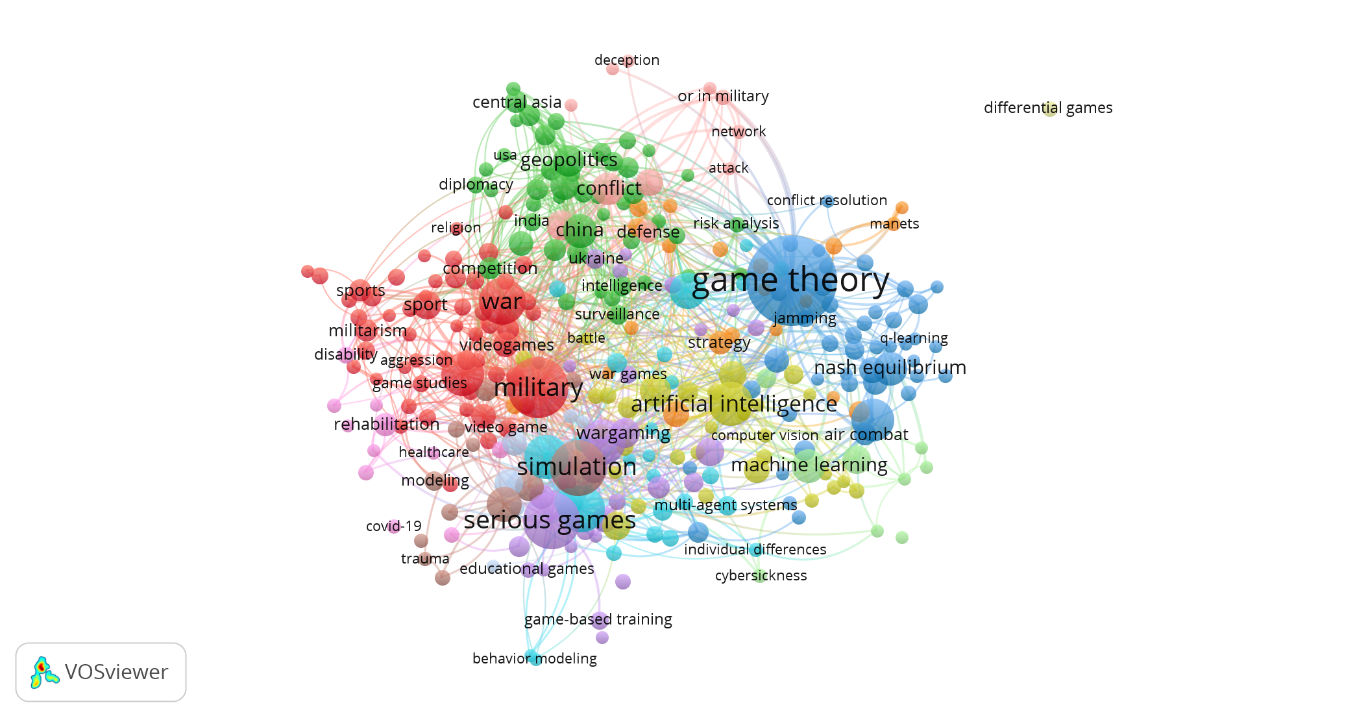 deception
central asia
or in military
differential games
network
usa
geopolitics
attack
diplomacy
conflict
conflict resolution
religion
india
china
defense
risk analysis
manets
ukraine
competition
game theory
intelligence
sports
sport
war
surveillance
jamming
militarism
videogames
battle
strategy
q-learning
disability
aggression
nash equilibrium
game studies
military
war games
artificial intelligence
rehabilitation
video game
wargaming
computer vision
air combat
healthcare
simulation
machine learning
modeling
multi-agent systems
covid-19
serious games
trauma
educational games
individual differences
cybersickness
game-based training
behavior modeling
VOSviewer